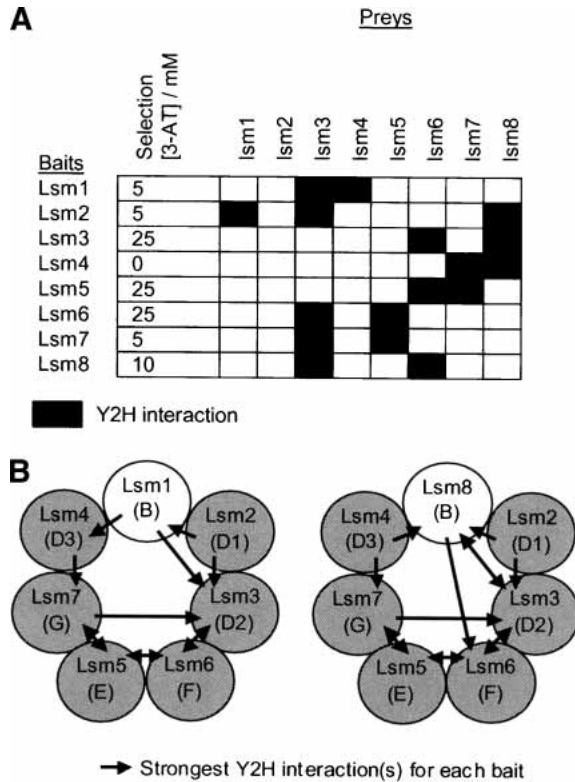 A
Preys
Selection
[3-AT] / mM
lsm1
lsm2
lsm3
lsm4
lsm5
lsm6
lsm7
lsm8
Baits
Lsm1 5
Lsm2 5
Lsm3 25
Lsm4 0
Lsm5 25
Lsm6 25
Lsm7 5
Lsm8 10
Y2H interaction
B
Lsm1
(B)
Lsm4
(D3)
Lsm2
(D1)
Lsm7
(G)
Lsm3
(D2)
Lsm5
(E)
Lsm6
(F)
Lsm8
(B)
Lsm4
(D3)
Lsm2
(D1)
Lsm7
(G)
Lsm3
(D2)
Lsm5
(E)
Lsm6
(F)
Strongest Y2H interaction(s) for each bait